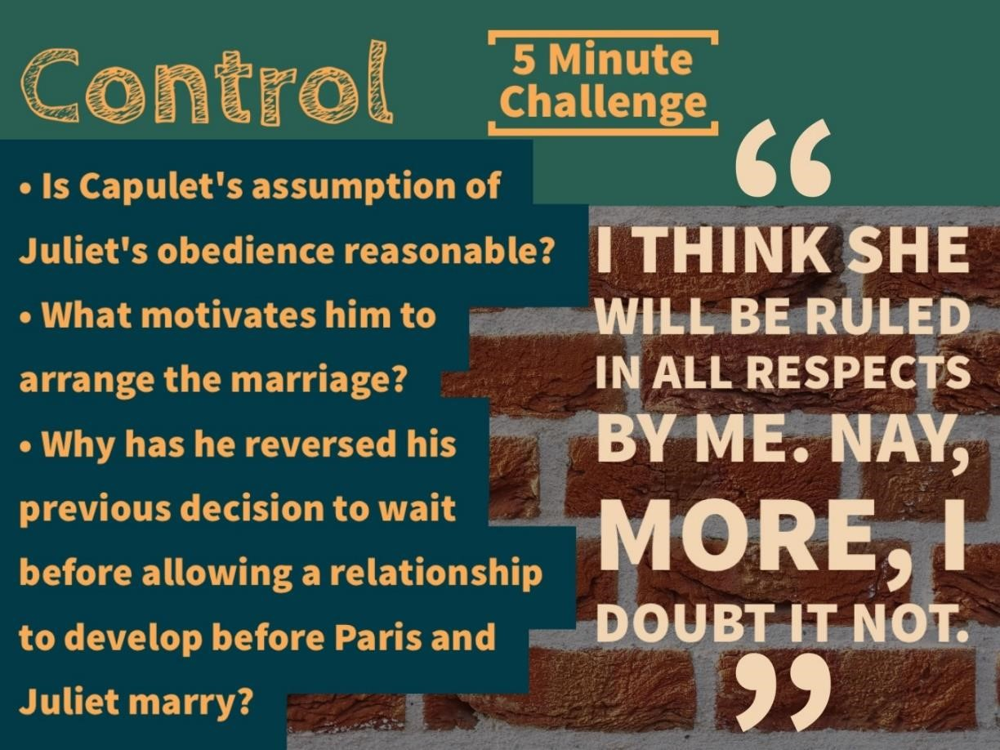 Control
5 Minute
Challenge
• Is Capulet's assumption of
Juliet's obedience reasonable?
• What motivates him to
arrange the marriage?
• Why has he reversed his
previous decision to wait
before allowing a relationship
to develop before Paris and
Juliet marry?
“
I THINK SHE
WILL BE RULED
IN ALL RESPECTS
BY ME. NAY,
MORE, I
DOUBT IT NOT.
”